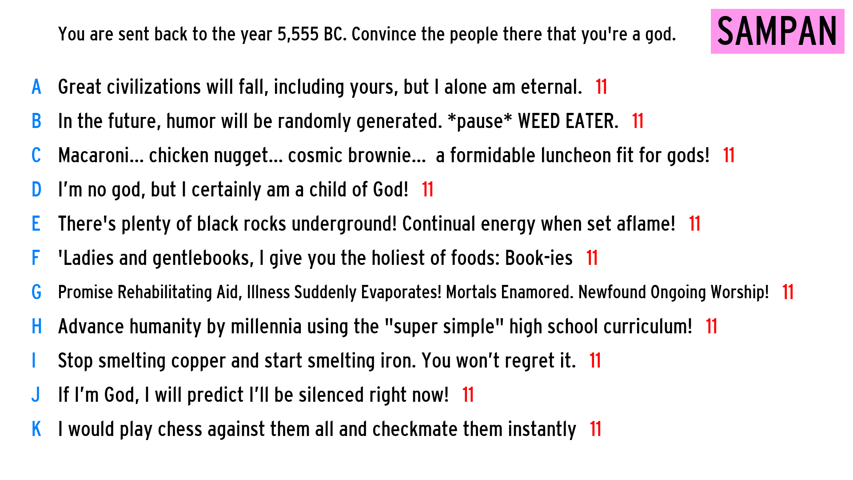 You are sent back to the year 5,555 BC. Convince the people there that you're a god.
SAMPAN
A Great civilizations will fall, including yours, but I alone am eternal. 11
B In the future, humor will be randomly generated. *pause* WEED EATER. 11
C Macaroni... chicken nugget... cosmic brownie... a formidable luncheon fit for gods! 11
D I’m no god, but I certainly am a child of God! 11
E There's plenty of black rocks underground! Continual energy when set aflame! 11
F 'Ladies and gentlebooks, I give you the holiest of foods: Book-ies 11
G Promise Rehabilitating Aid, Illness Suddenly Evaporates! Mortals Enamored. Newfound Ongoing Worship! 11
H Advance humanity by millennia using the "super simple" high school curriculum! 11
I Stop smelting copper and start smelting iron. You won’t regret it. 11
J If I’m God, I will predict I’ll be silenced right now! 11
K I would play chess against them all and checkmate them instantly 11